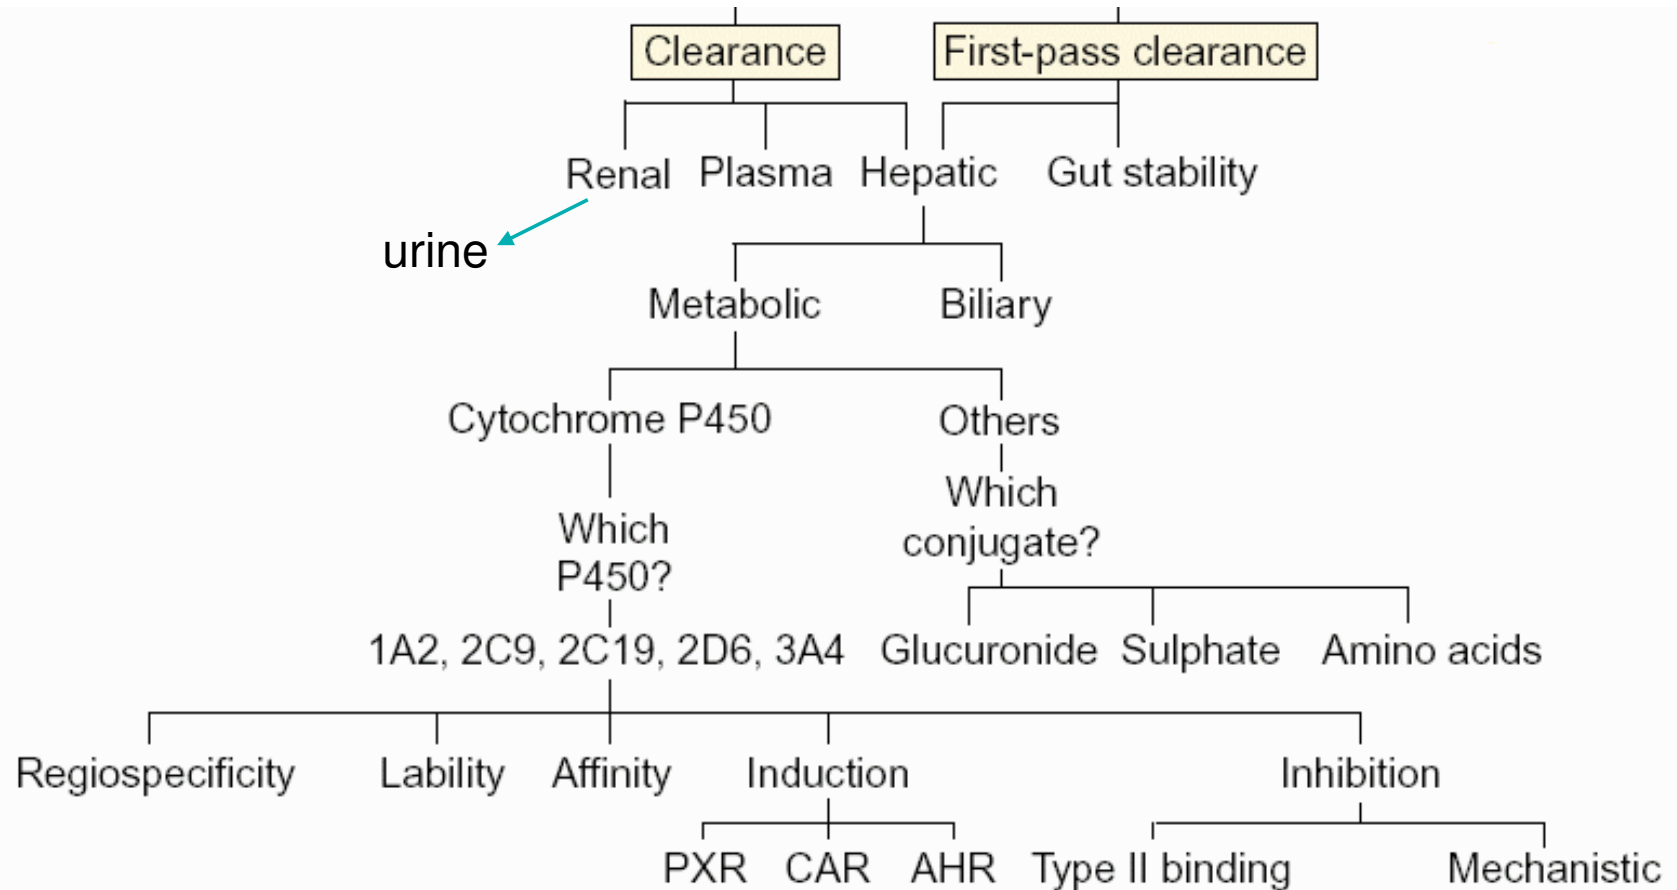 Clearance First-pass clearance
Renal Plasma Hepatic Gut stability
urine
Metabolic Biliary
Cytochrome P450 Others
Which
conjugate?
Which
P450?
1A2, 2C9, 2C19, 2D6, 3A4 Glucuronide Sulphate Amino acids
Regiospecificity Lability Affinity Induction Inhibition
PXR CAR AHR Type II binding Mechanistic